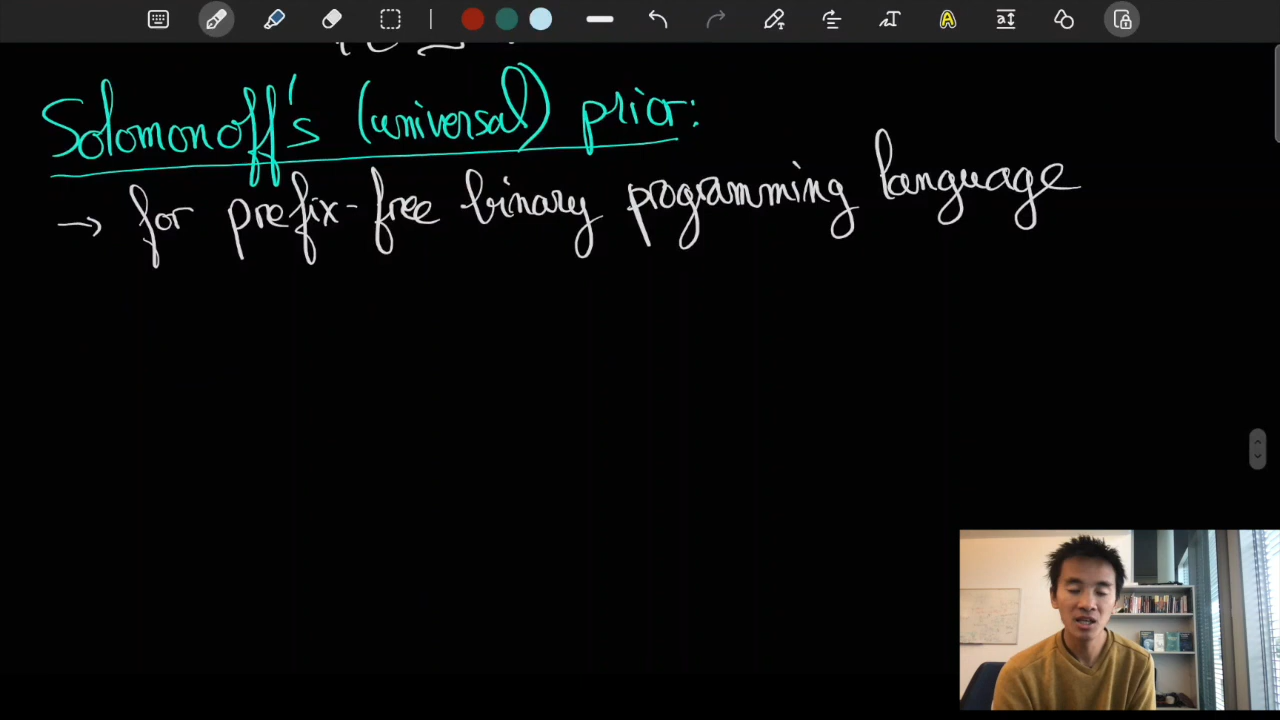 Solomonoff's (universal) prior:
→ for prefix-free binary programming language